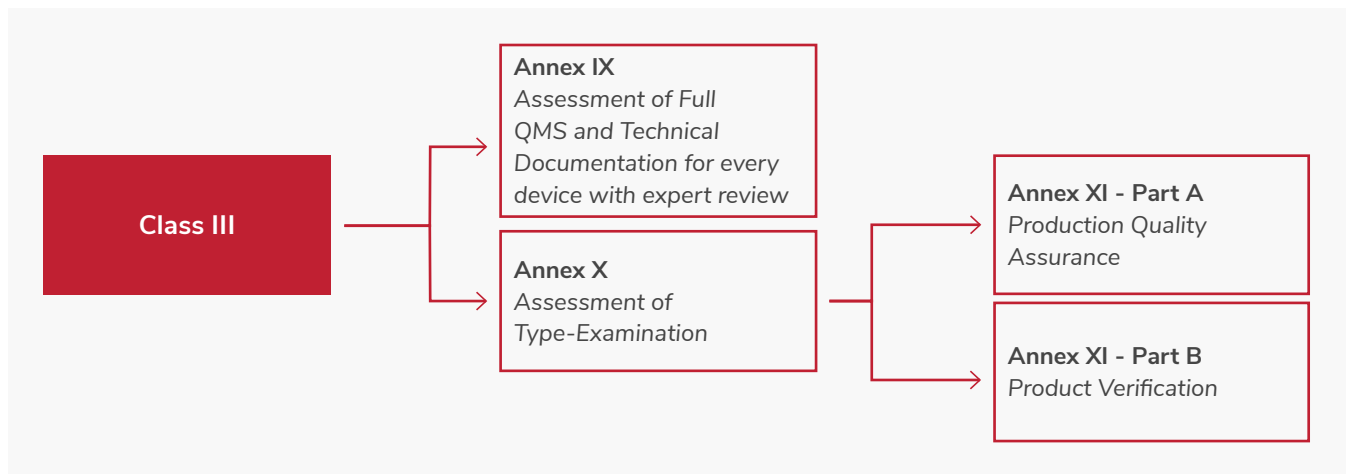 Class III
Annex IX
Assessment of Full
QMS and Technical
Documentation for every
device with expert review
Annex X
Assessment of
Type-Examination
Annex XI - Part A
Production Quality
Assurance
Annex XI - Part B
Product Verification